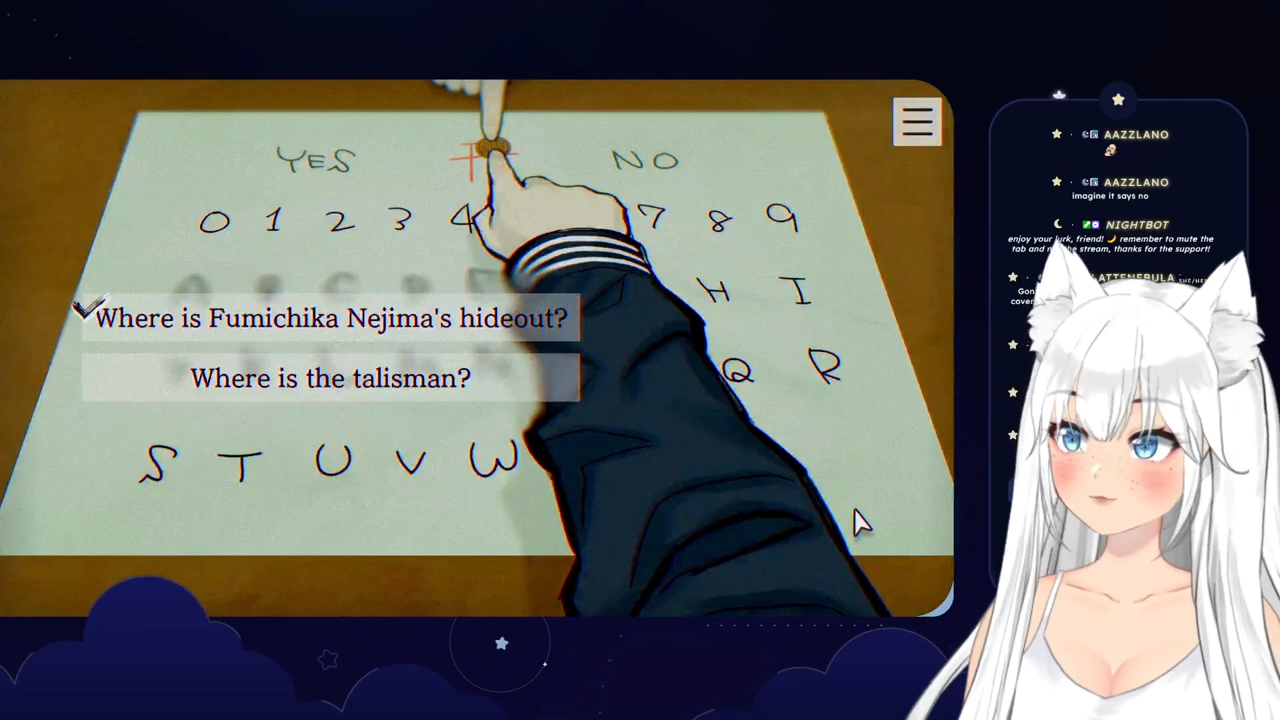 YES
NO
0 1 2 3 4 7 8 9
H I
Where is Fumichika Nejima's hideout?
Where is the talisman?
Q R
S T U V W
AAZZLANO
AAZZLANO
imagine it says no
NIGHTBOT
enjoy your lurk, friend! 🌙 remember to mute the
tab and not the stream, thanks for the support!